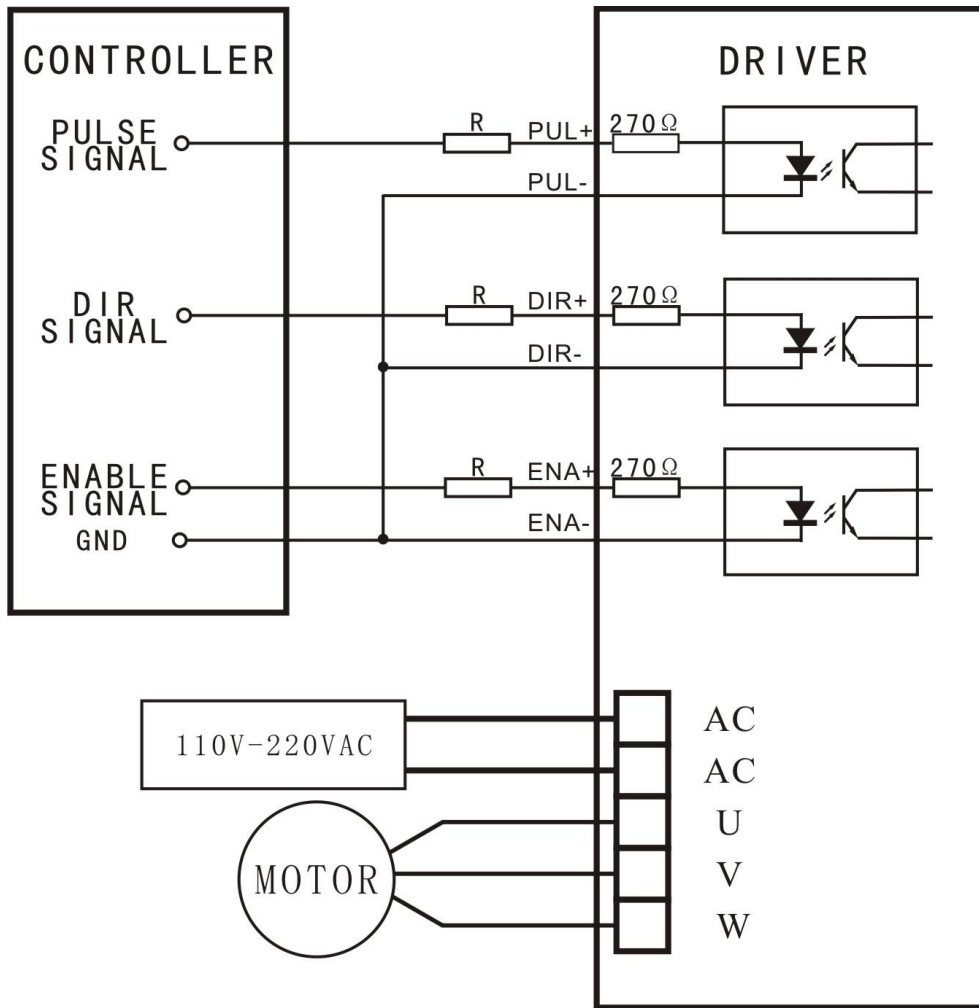 CONTROLLER
PULSE
SIGNAL
DIR
SIGNAL
ENABLE
SIGNAL
GND
R
PUL+
270Ω
PUL-
R
DIR+
270Ω
DIR-
R
ENA+
270Ω
ENA-
DRIVER
110V-220VAC
MOTOR
AC
AC
U
V
W